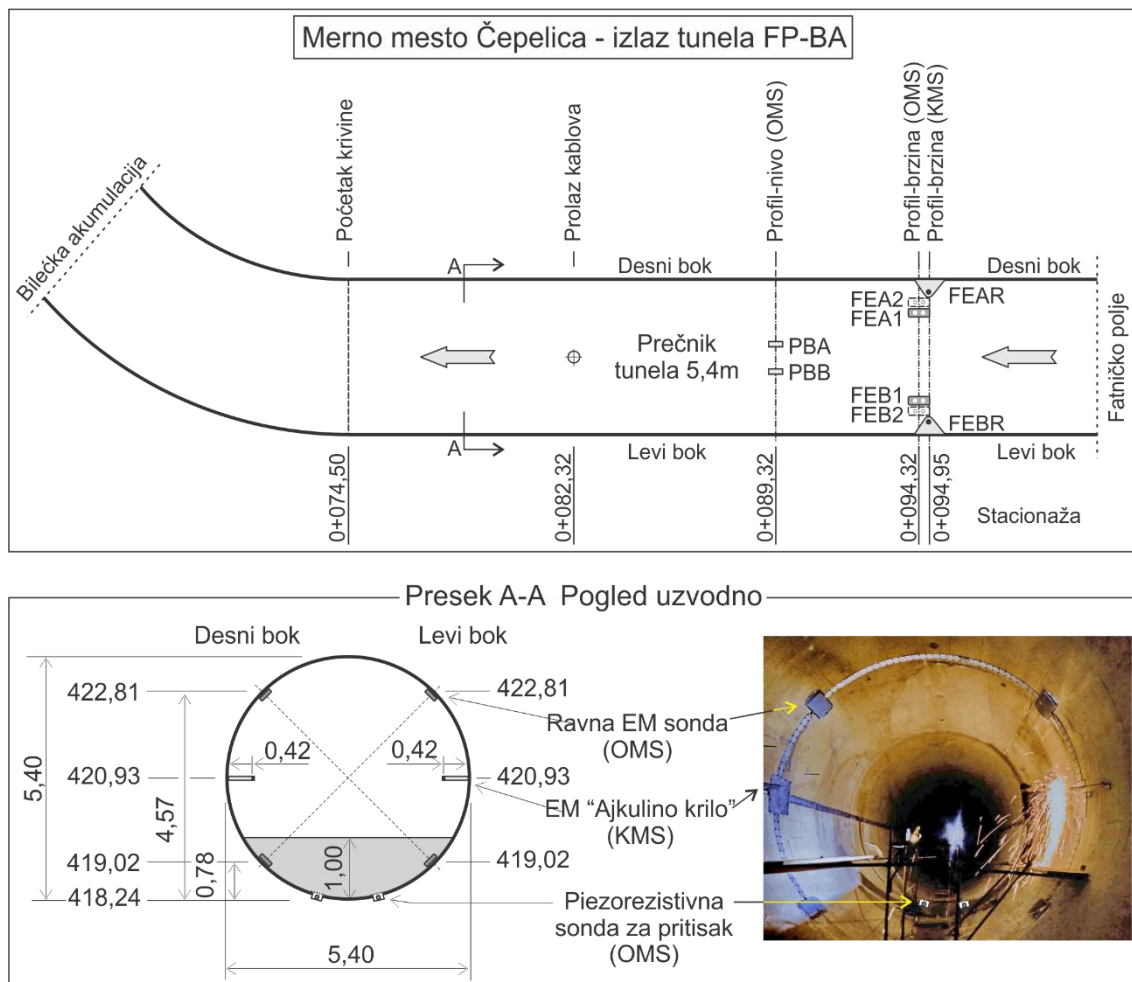 Merno mesto Čepelica - izlaz tunela FP-BA
Bilećka akumulacija
Početak krivine
Prolaz kablova
Profil-nivo (OMS)
Profil-brzina (OMS)
Profil-brzina (KMS)
A
Desni bok
Desni bok
FEA2
FEA1
FEAR
Prečnik
tunela 5,4m
PBA
PBB
FEB1
FEB2
FEBR
Fatničko polje
A
Levi bok
Levi bok
0+074,50
0+082,32
0+089,32
0+094,32
0+094,95
Stacionaža
Presek A-A Pogled uzvodno
Desni bok
Levi bok
422,81
422,81
Ravna EM sonda
(OMS)
0,42
0,42
420,93
420,93
EM “Ajkulino krilo”
(KMS)
5,40
4,57
0,78
1,00
419,02
419,02
418,24
Piezorezistivna
sonda za pritisak
(OMS)
5,40